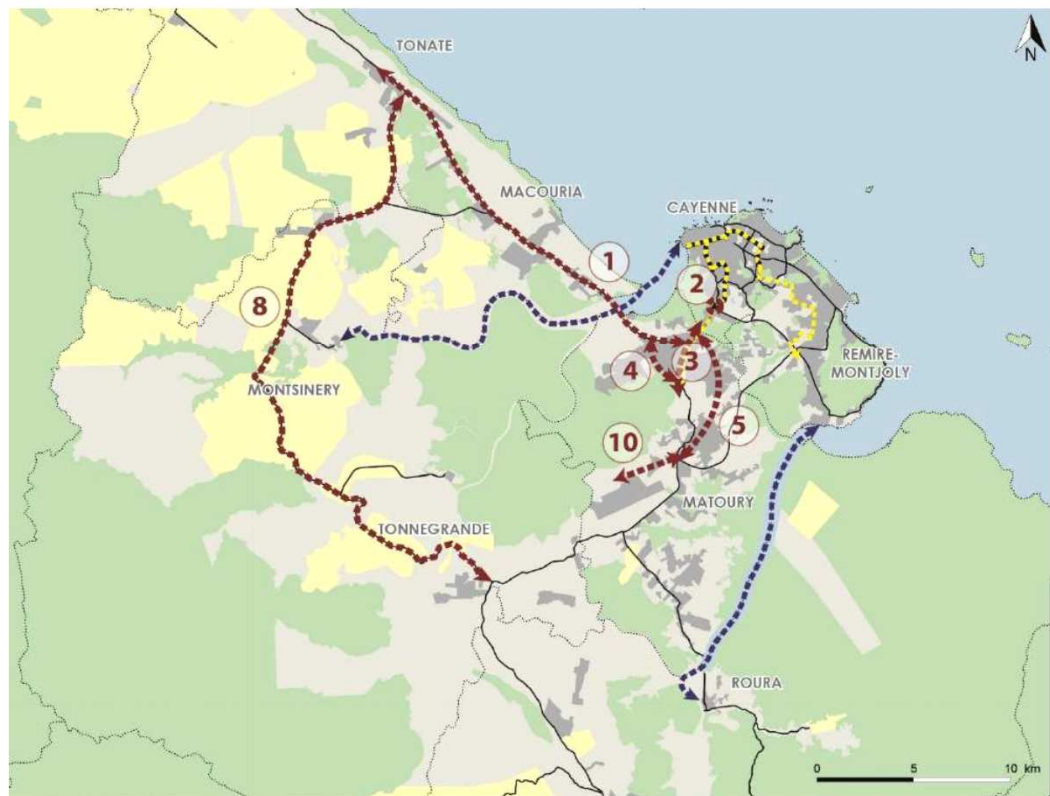 TONATE
N
MACOURIA
CAYENNE
1
2
8
3
REMIRE-
MONTJOLY
4
MONTSINERY
5
10
MATOURY
TONNEGRANDE
ROURA
0 5 10 km